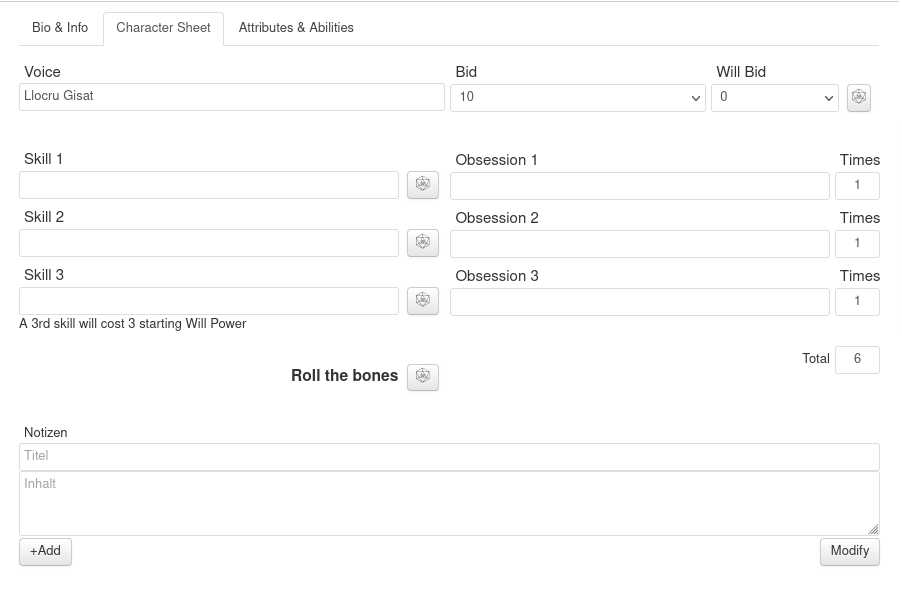 Bio & Info Character Sheet Attributes & Abilities
Voice Bid Will Bid
Llocru Gisat 10 0
Skill 1 Obsession 1 Times
1
Skill 2 Obsession 2 Times
1
Skill 3 Obsession 3 Times
1
A 3rd skill will cost 3 starting Will Power
Total 6
Roll the bones
Notizen
Titel
Inhalt
+Add Modify